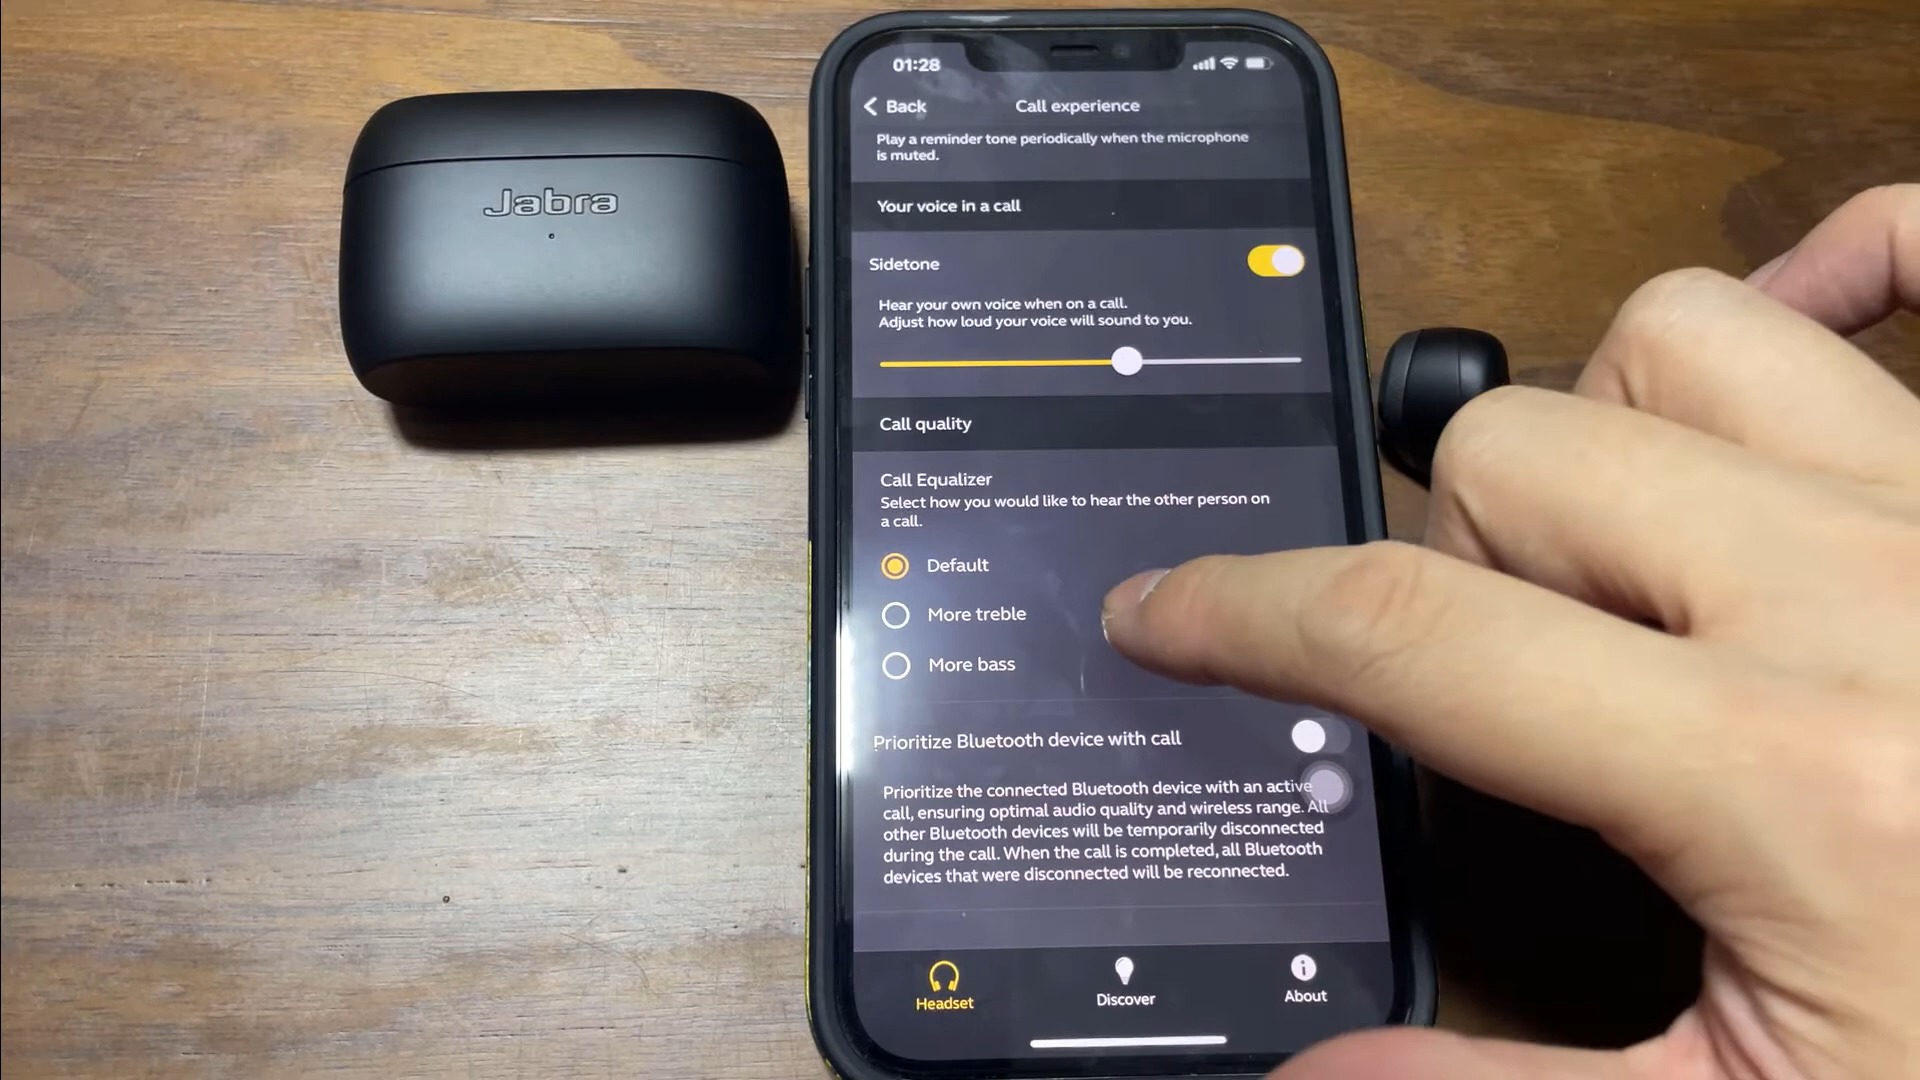 Jabra
01:28
Back
Call experience
Play a reminder tone periodically when the microphone
is muted.
Your voice in a call
Sidetone
Hear your own voice when on a call.
Adjust how loud your voice will sound to you.
Call quality
Call Equalizer
Select how you would like to hear the other person on
a call.
Default
More treble
More bass
Prioritize Bluetooth device with call
Prioritize the connected Bluetooth device with an active
call, ensuring optimal audio quality and wireless range. All
other Bluetooth devices will be temporarily disconnected
during the call. When the call is completed, all Bluetooth
devices that were disconnected will be reconnected.
Headset
Discover
About